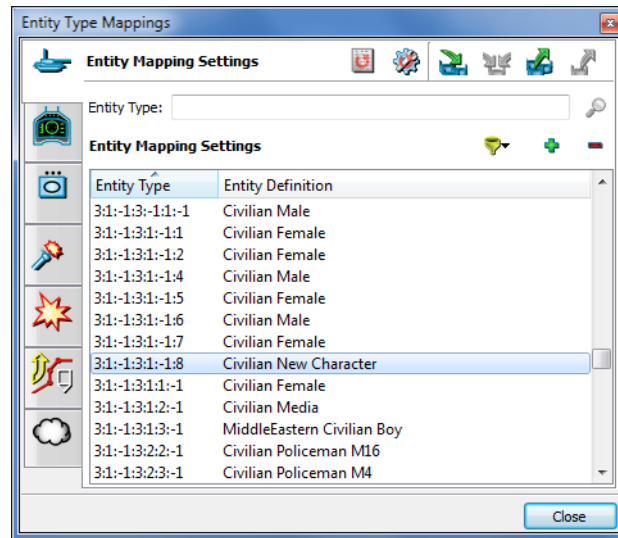 Entity Type Mappings
Entity Mapping Settings
Entity Type:
Entity Mapping Settings
Entity Type Entity Definition
3:1:-1:3:-1:1:-1 Civilian Male
3:1:-1:3:1:-1:1 Civilian Female
3:1:-1:3:1:-1:2 Civilian Female
3:1:-1:3:1:-1:4 Civilian Male
3:1:-1:3:1:-1:5 Civilian Female
3:1:-1:3:1:-1:6 Civilian Male
3:1:-1:3:1:-1:7 Civilian Female
3:1:-1:3:1:-1:8 Civilian New Character
3:1:-1:3:1:1:-1 Civilian Female
3:1:-1:3:1:2:-1 Civilian Media
3:1:-1:3:1:3:-1 MiddleEastern Civilian Boy
3:1:-1:3:2:2:-1 Civilian Policeman M16
3:1:-1:3:2:3:-1 Civilian Policeman M4
Close